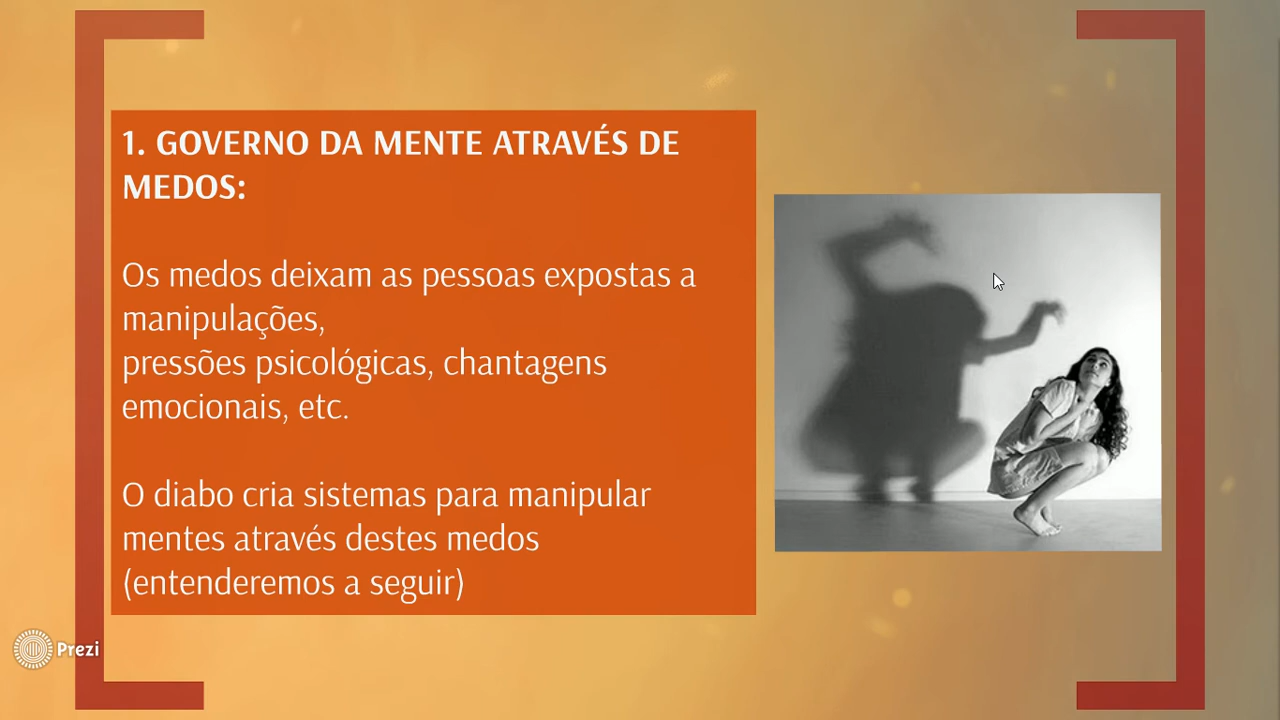 1. GOVERNO DA MENTE ATRAVÉS DE
MEDOS:
Os medos deixam as pessoas expostas a
manipulações,
pressões psicológicas, chantagens
emocionais, etc.
O diabo cria sistemas para manipular
mentes através destes medos
(entenderemos a seguir)
Prezi